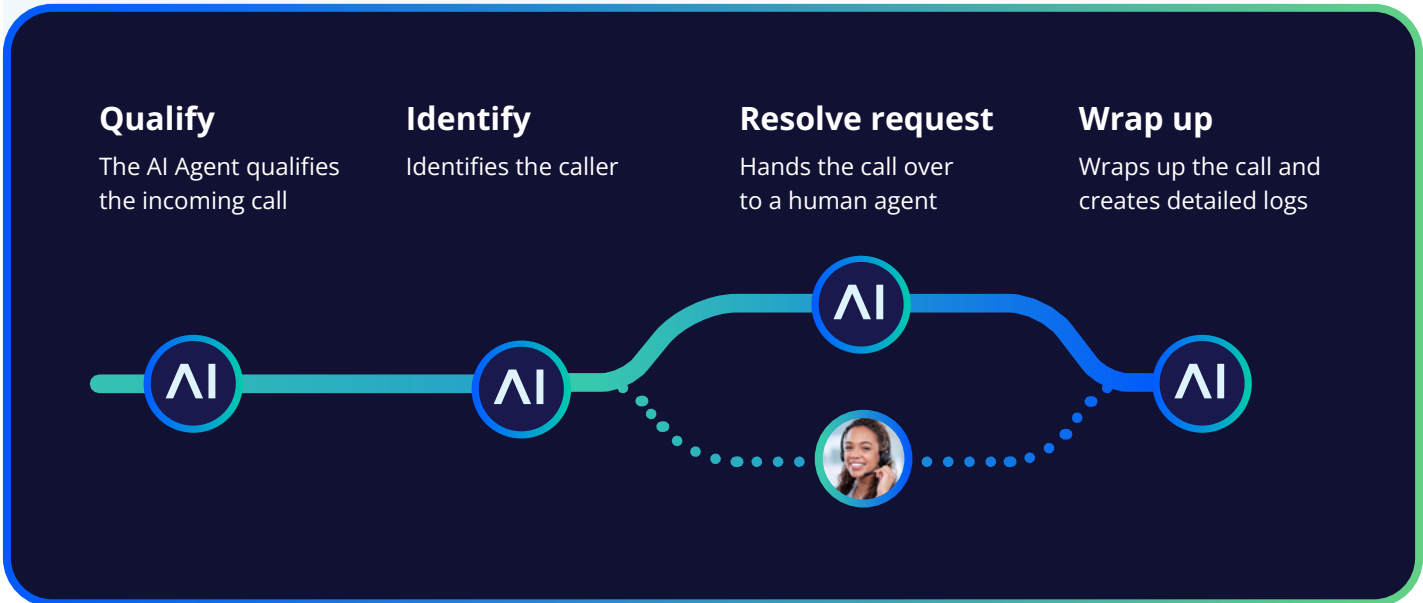 Qualify
The AI Agent qualifies
the incoming call
Identify
Identifies the caller
Resolve request
Hands the call over
to a human agent
Wrap up
Wraps up the call and
creates detailed logs
AI
AI
AI
AI